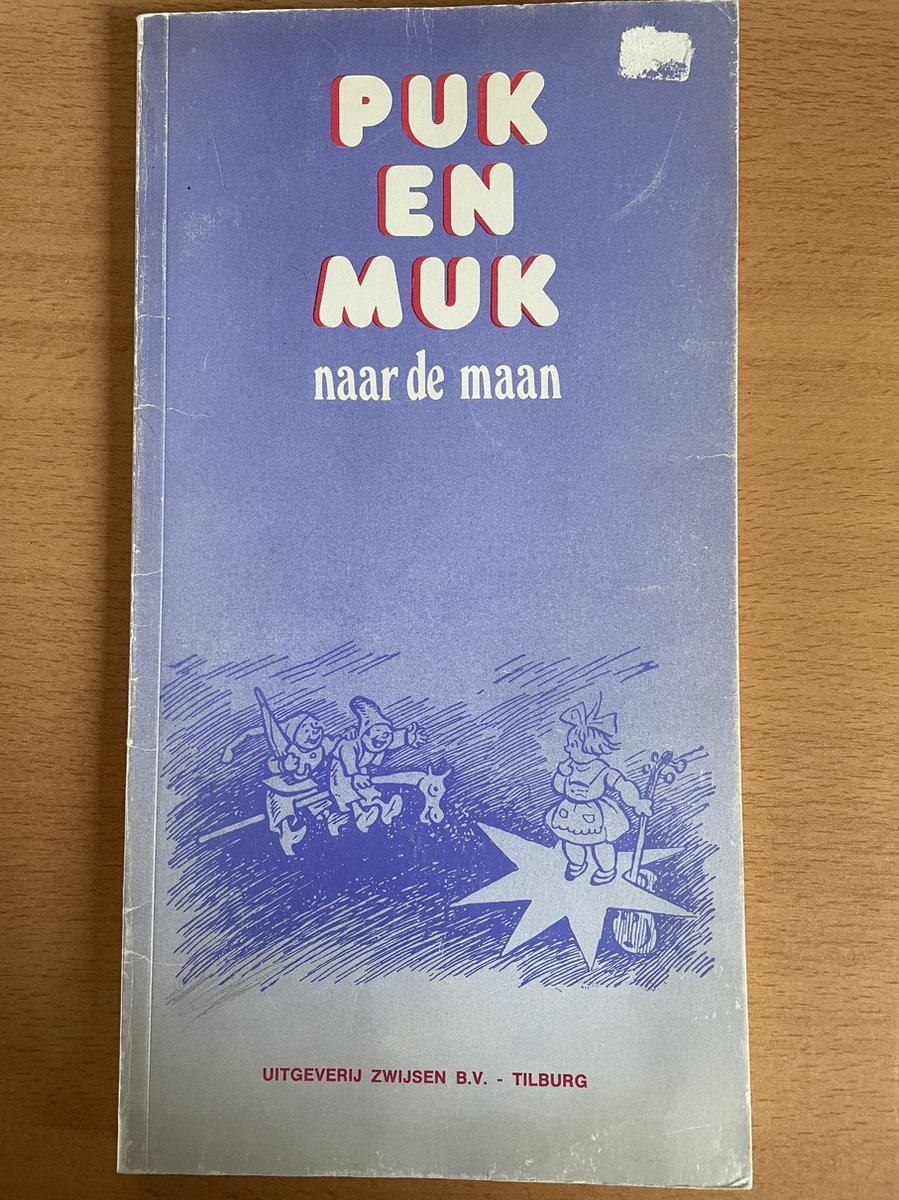 PUK
EN
MUK
naar de maan
UITGEVERIJ ZWIJSEN B.V. - TILBURG